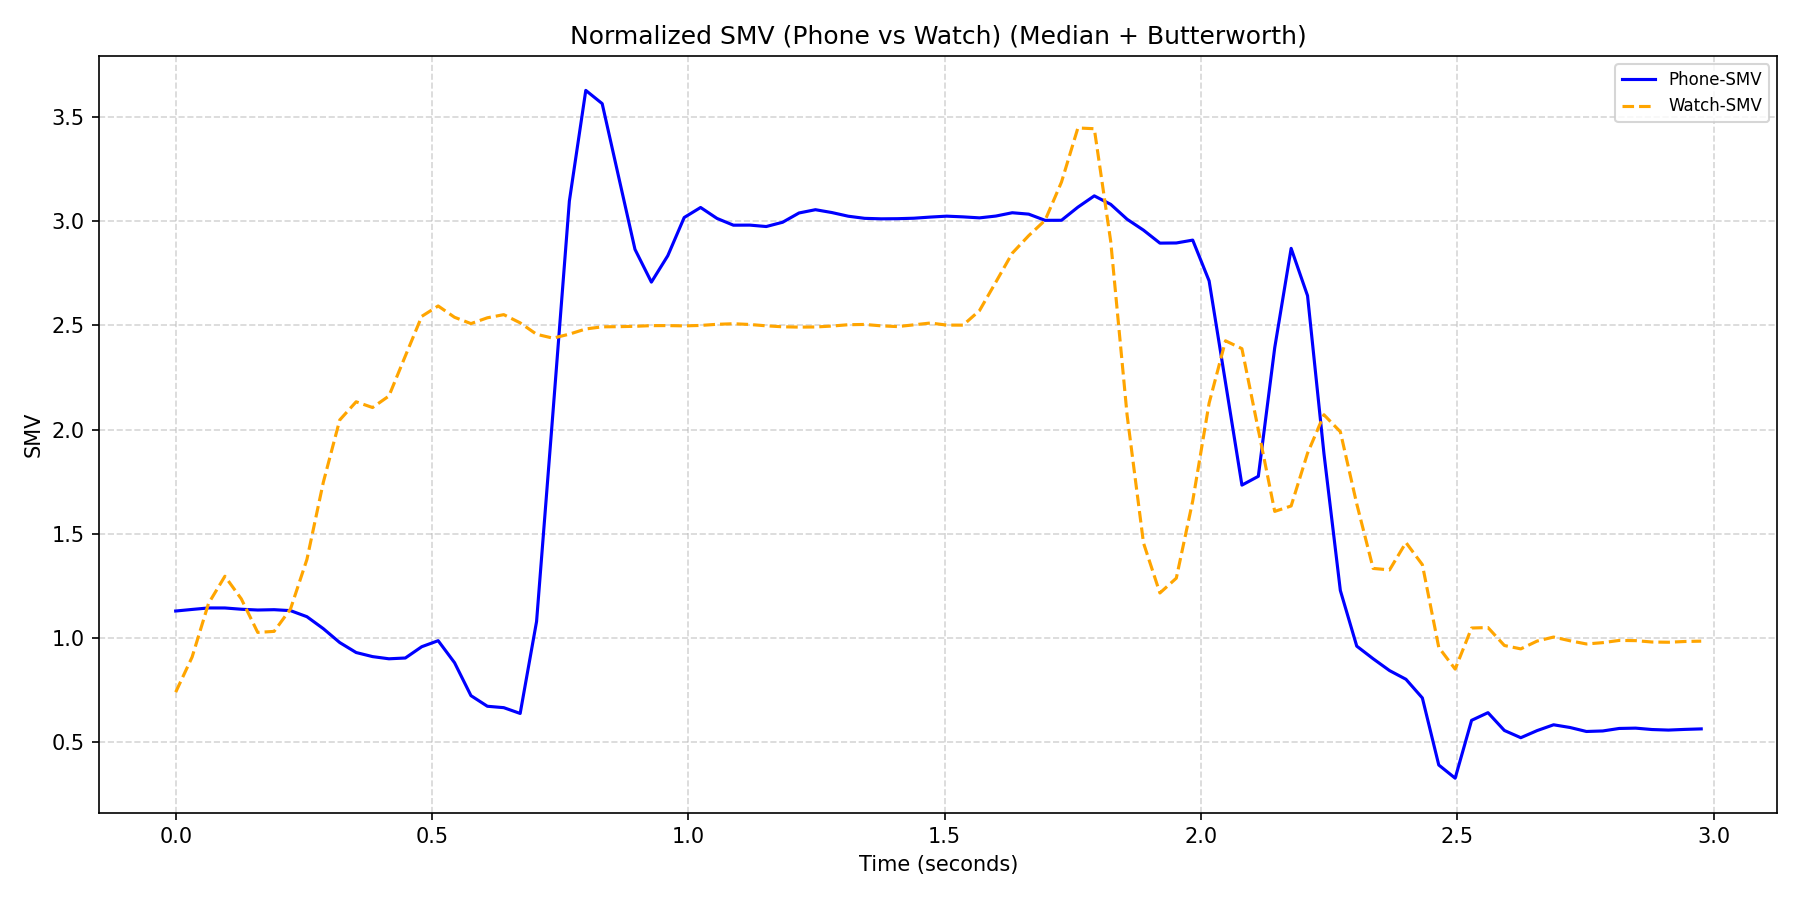 Normalized SMV (Phone vs Watch) (Median + Butterworth)
Phone-SMV
Watch-SMV
SMV
3.5
3.0
2.5
2.0
1.5
1.0
0.5
0.0 0.5 1.0 1.5 2.0 2.5 3.0
Time (seconds)